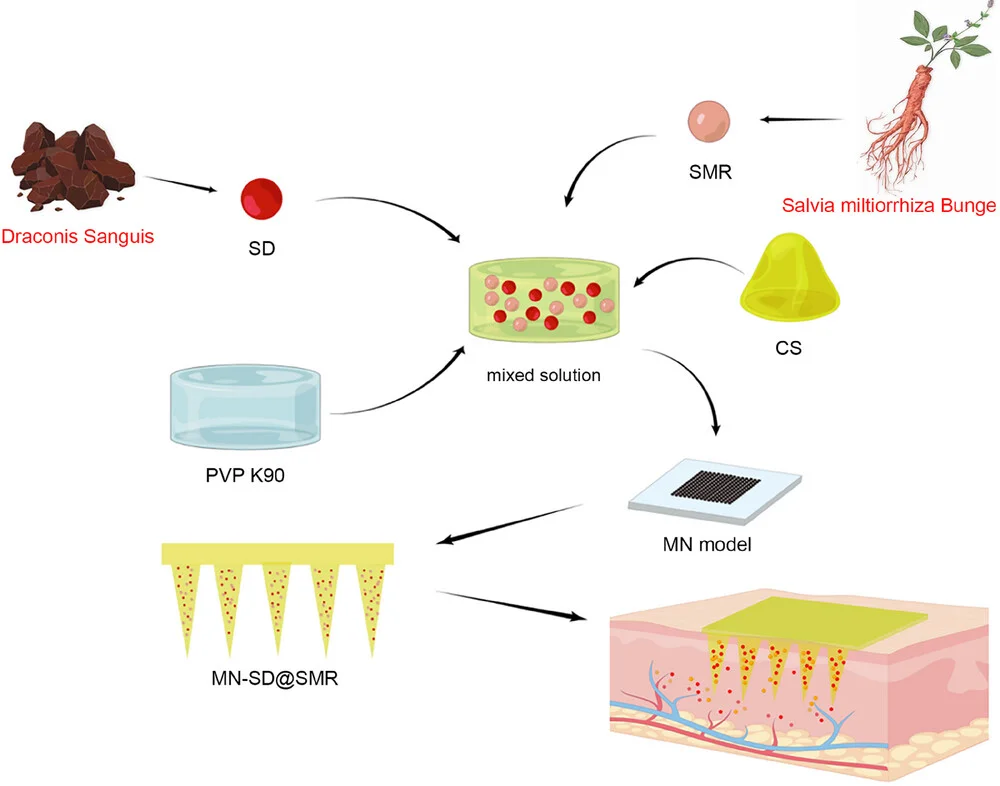 SMR
Salvia miltiorrhiza Bunge
Draconis Sanguis
SD
CS
mixed solution
PVP K90
MN model
MN-SD@SMR